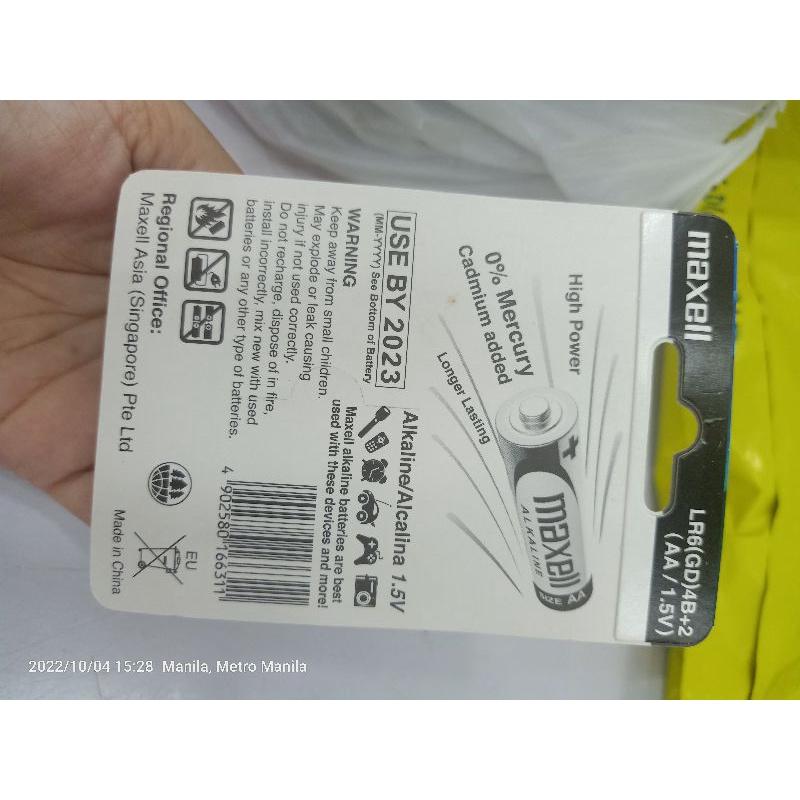 maxell
LR6(GD)4B+2
(AA / 1.5V)
High Power
0% Mercury
Cadmium added
Longer Lasting
maxell
ALKALINE
SIZE AA
USE BY 2023
(MM-YYYY) See Bottom of Battery
WARNING
Keep away from small children.
May explode or leak causing
injury if not used correctly.
Do not recharge, dispose of in fire,
install incorrectly, mix new with used
batteries or any other type of batteries.
Alkaline/Alcalina 1.5V
Maxell alkaline batteries are best
used with these devices and more!
4 902580 166311
Regional Office:
Maxell Asia (Singapore) Pte Ltd
EU
Made in China
2022/10/04 15:28 Manila, Metro Manila